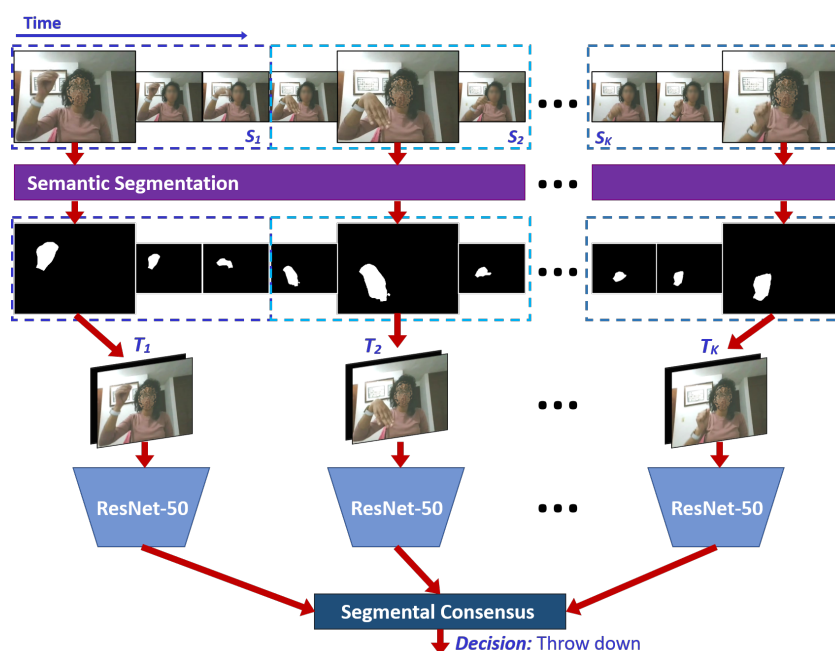 Time
S1
S2
SK
Semantic Segmentation
T1
T2
TK
ResNet-50
ResNet-50
ResNet-50
Segmental Consensus
Decision: Throw down